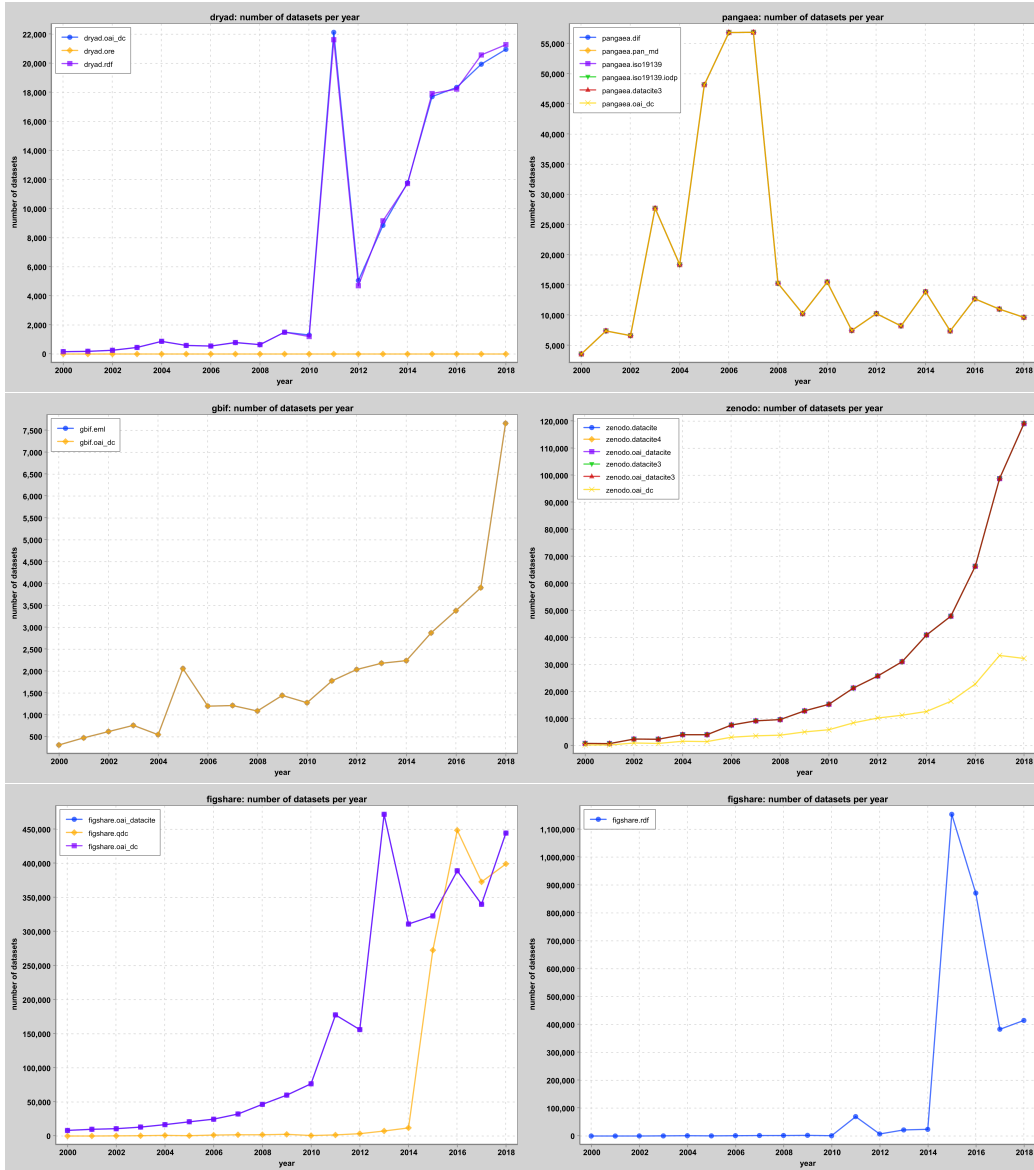 dryad: number of datasets per year
dryad.oai_dc
dryad.ore
dryad.rdf
22,000
20,000
18,000
16,000
14,000
12,000
10,000
8,000
6,000
4,000
2,000
0
number of datasets
2000 2002 2004 2006 2008 2010 2012 2014 2016 2018
year
pangaea: number of datasets per year
pangaea.dif
pangaea.pan_md
pangaea.iso19139
pangaea.iso19139.iodp
pangaea.datacite3
pangaea.oai_dc
55,000
50,000
45,000
40,000
35,000
30,000
25,000
20,000
15,000
10,000
5,000
number of datasets
2000 2002 2004 2006 2008 2010 2012 2014 2016 2018
year
gbif: number of datasets per year
gbif.eml
gbif.oai_dc
7,500
7,000
6,500
6,000
5,500
5,000
4,500
4,000
3,500
3,000
2,500
2,000
1,500
1,000
500
number of datasets
2000 2002 2004 2006 2008 2010 2012 2014 2016 2018
year
zenodo: number of datasets per year
zenodo.datacite
zenodo.datacite4
zenodo.oai_datacite
zenodo.datacite3
zenodo.oai_datacite3
zenodo.oai_dc
120,000
110,000
100,000
90,000
80,000
70,000
60,000
50,000
40,000
30,000
20,000
10,000
0
number of datasets
2000 2002 2004 2006 2008 2010 2012 2014 2016 2018
year
figshare: number of datasets per year
figshare.oai_datacite
figshare.qdc
figshare.oai_dc
450,000
400,000
350,000
300,000
250,000
200,000
150,000
100,000
50,000
0
number of datasets
2000 2002 2004 2006 2008 2010 2012 2014 2016 2018
year
figshare: number of datasets per year
figshare.rdf
1,100,000
1,000,000
900,000
800,000
700,000
600,000
500,000
400,000
300,000
200,000
100,000
0
number of datasets
2000 2002 2004 2006 2008 2010 2012 2014 2016 2018
year